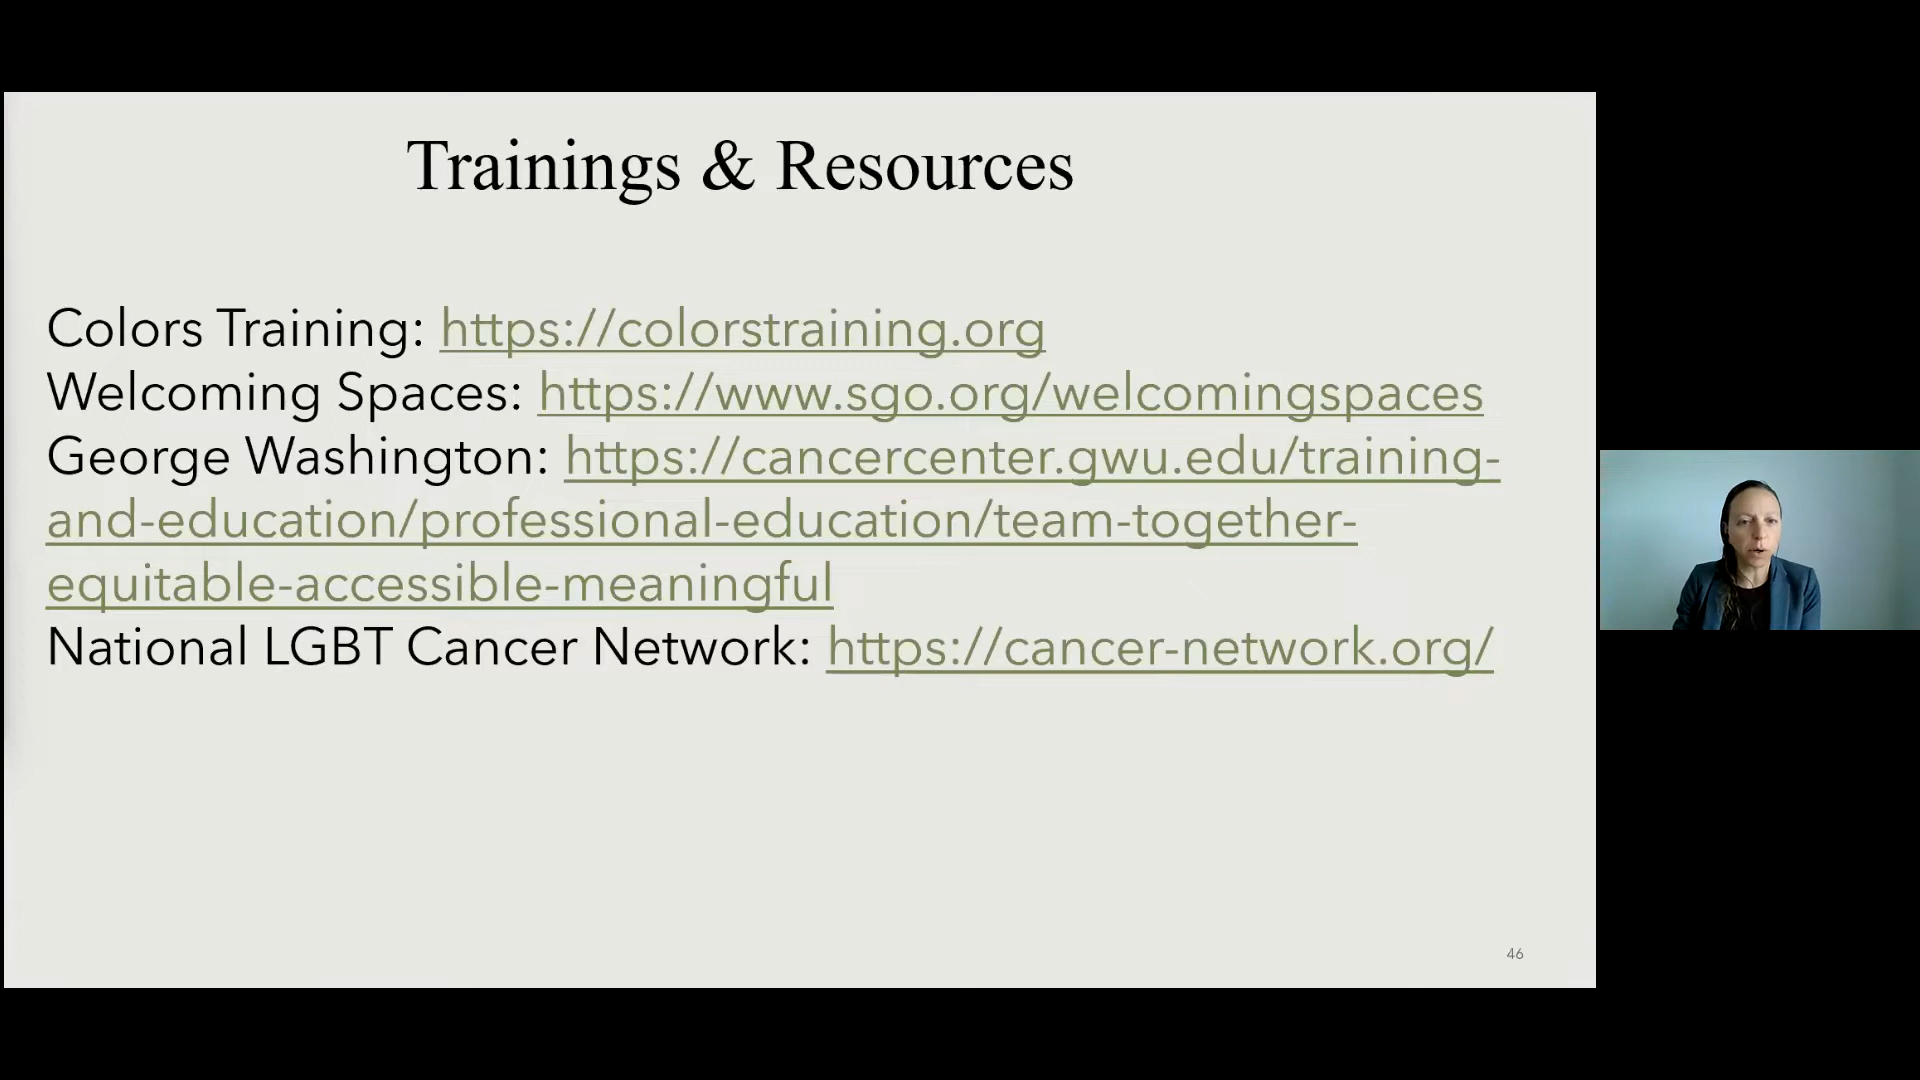 Trainings & Resources
Colors Training: https://colorstraining.org
Welcoming Spaces: https://www.sgo.org/welcomingspaces
George Washington: https://cancercenter.gwu.edu/training-
and-education/professional-education/team-together-
equitable-accessible-meaningful
National LGBT Cancer Network: https://cancer-network.org/
46